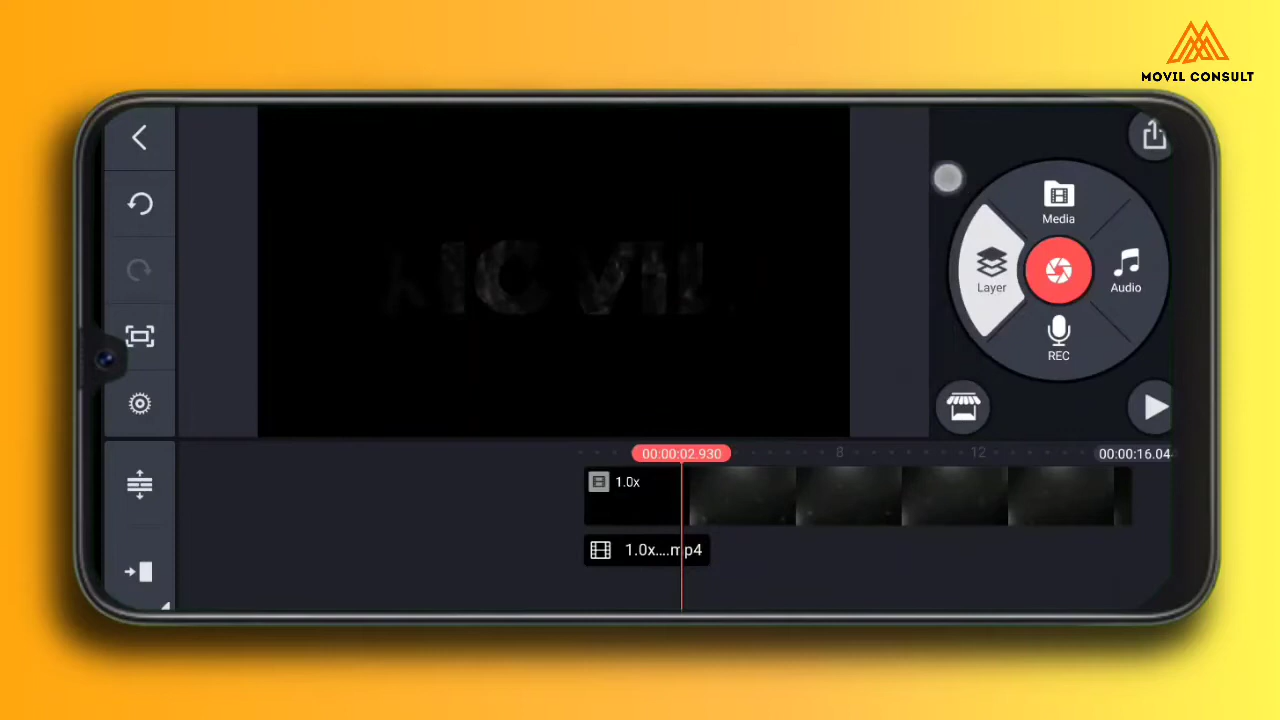 MOVIL CONSULT
Media
Layer
Audio
REC
00:00:02.930
8
12
00:00:16.04
1.0x
1.0x....mp4